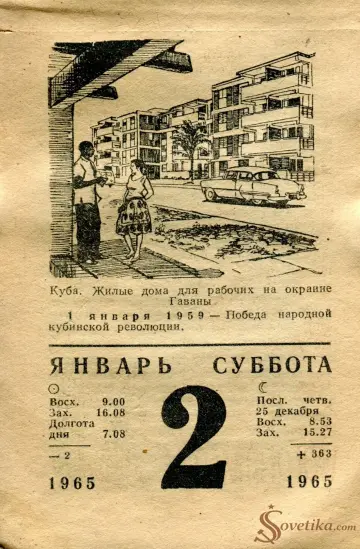 Куба. Жилые дома для рабочих на окраине
Гаваны
1 января 1959 — Победа народной
кубинской революции.
ЯНВАРЬ СУББОТА
Восх. 9.00
Зах. 16.08
Долгота
дня 7.08
— 2
2
☾
Посл. четв.
25 декабря
Восх. 8.53
Зах. 15.27
+ 363
1965
1965
Sovetika.com